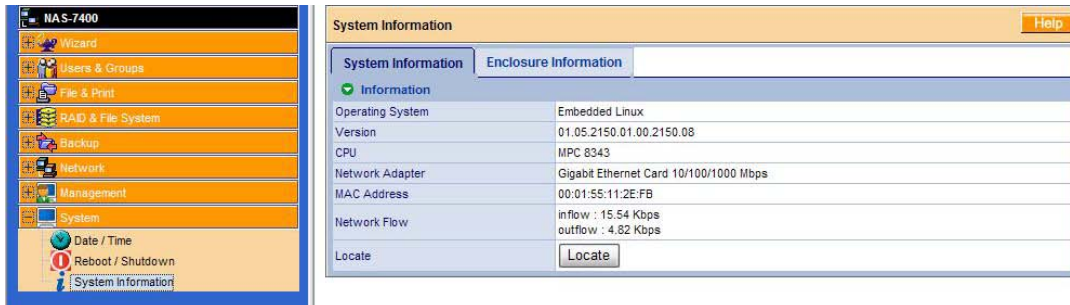 NAS-7400
Wizard
Users & Groups
File & Print
RAID & File System
Backup
Network
Management
System
Date / Time
Reboot / Shutdown
System Information
System Information Help
System Information Enclosure Information
Information
Operating System Embedded Linux
Version 01.05.2150.01.00.2150.08
CPU MPC 8343
Network Adapter Gigabit Ethernet Card 10/100/1000 Mbps
MAC Address 00:01:55:11:2E:FB
Network Flow inflow : 15.54 Kbps
outflow : 4.82 Kbps
Locate Locate